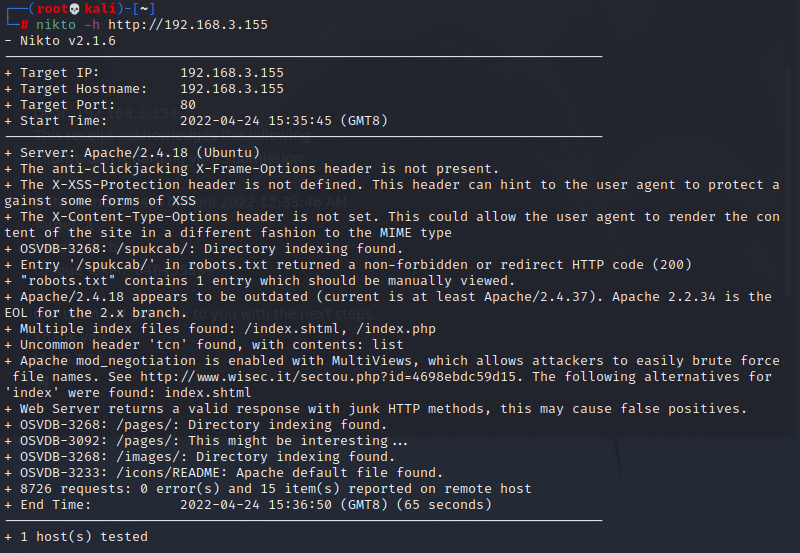 ┌──(root💀kali)-[~]
└─# nikto -h http://192.168.3.155
- Nikto v2.1.6
---------------------------------------------------------------------------
+ Target IP:          192.168.3.155
+ Target Hostname:    192.168.3.155
+ Target Port:        80
+ Start Time:         2022-04-24 15:35:45 (GMT8)
---------------------------------------------------------------------------
+ Server: Apache/2.4.18 (Ubuntu)
+ The anti-clickjacking X-Frame-Options header is not present.
+ The X-XSS-Protection header is not defined. This header can hint to the user agent to protect a
gainst some forms of XSS
+ The X-Content-Type-Options header is not set. This could allow the user agent to render the con
tent of the site in a different fashion to the MIME type
+ OSVDB-3268: /spukcab/: Directory indexing found.
+ Entry '/spukcab/' in robots.txt returned a non-forbidden or redirect HTTP code (200)
+ "robots.txt" contains 1 entry which should be manually viewed.
+ Apache/2.4.18 appears to be outdated (current is at least Apache/2.4.37). Apache 2.2.34 is the
EOL for the 2.x branch.
+ Multiple index files found: /index.shtml, /index.php
+ Uncommon header 'tcn' found, with contents: list
+ Apache mod_negotiation is enabled with MultiViews, which allows attackers to easily brute force
 file names. See http://www.wisec.it/sectou.php?id=4698ebdc59d15. The following alternatives for
'index' were found: index.shtml
+ Web Server returns a valid response with junk HTTP methods, this may cause false positives.
+ OSVDB-3268: /pages/: Directory indexing found.
+ OSVDB-3092: /pages/: This might be interesting...
+ OSVDB-3268: /images/: Directory indexing found.
+ OSVDB-3233: /icons/README: Apache default file found.
+ 8726 requests: 0 error(s) and 15 item(s) reported on remote host
+ End Time:           2022-04-24 15:36:50 (GMT8) (65 seconds)
---------------------------------------------------------------------------
+ 1 host(s) tested